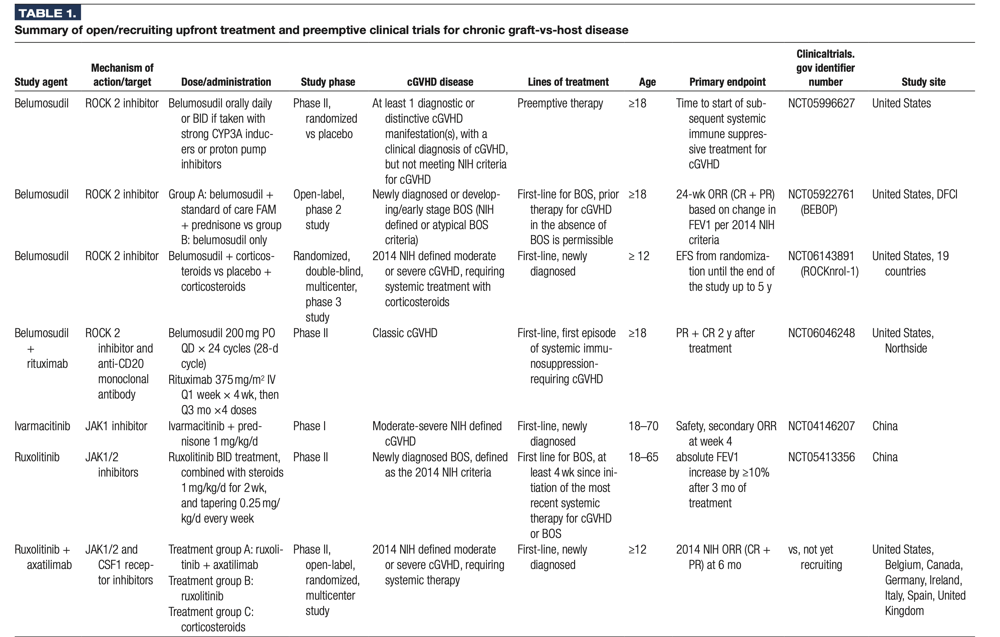 TABLE 1.
Summary of open/recruiting upfront treatment and preemptive clinical trials for chronic graft-vs-host disease
Study agent
Mechanism of
action/target
Dose/administration
Study phase
cGVHD disease
Lines of treatment
Age
Primary endpoint
Clinicaltrials.
gov identifier
number
Study site
Belumosudil
ROCK 2 inhibitor
Belumosudil orally daily
or BID if taken with
strong CYP3A induc-
ers or proton pump
inhibitors
Phase II,
randomized
vs placebo
At least 1 diagnostic or
distinctive cGVHD
manifestation(s), with a
clinical diagnosis of cGVHD,
but not meeting NIH criteria
for cGVHD
Preemptive therapy
≥18
Time to start of sub-
sequent systemic
immune suppres-
sive treatment for
cGVHD
NCT05996627
United States
Belumosudil
ROCK 2 inhibitor
Group A: belumosudil +
standard of care FAM
+ prednisone vs group
B: belumosudil only
Open-label,
phase 2
study
Newly diagnosed or develop-
ing/early stage BOS (NIH
defined or atypical BOS
criteria)
First-line for BOS, prior
therapy for cGVHD
in the absence of
BOS is permissible
≥18
24-wk ORR (CR + PR)
based on change in
FEV1 per 2014 NIH
criteria
NCT05922761
(BEBOP)
United States, DFCI
Belumosudil
ROCK 2 inhibitor
Belumosudil + corticos-
teroids vs placebo +
corticosteroids
Randomized,
double-blind,
multicenter,
phase 3
study
2014 NIH defined moderate
or severe cGVHD, requiring
systemic treatment with
corticosteroids
First-line, newly
diagnosed
≥ 12
EFS from randomiza-
tion until the end of
the study up to 5 y
NCT06143891
(ROCKnrol-1)
United States, 19
countries
Belumosudil
+
rituximab
ROCK 2
inhibitor and
anti-CD20
monoclonal
antibody
Belumosudil 200 mg PO
QD × 24 cycles (28-d
cycle)
Rituximab 375 mg/m² IV
Q1 week × 4 wk, then
Q3 mo ×4 doses
Phase II
Classic cGVHD
First-line, first episode
of systemic immu-
nosuppression-
requiring cGVHD
≥18
PR + CR 2 y after
treatment
NCT06046248
United States,
Northside
Ivarmacitinib
JAK1 inhibitor
Ivarmacitinib + pred-
nisone 1 mg/kg/d
Phase I
Moderate-severe NIH defined
cGVHD
First-line, newly
diagnosed
18–70
Safety, secondary ORR
at week 4
NCT04146207
China
Ruxolitinib
JAK1/2
inhibitors
Ruxolitinib BID treatment,
combined with steroids
1 mg/kg/d for 2 wk,
and tapering 0.25 mg/
kg/d every week
Phase II
Newly diagnosed BOS, defined
as the 2014 NIH criteria
First line for BOS, at
least 4 wk since ini-
tiation of the most
recent systemic
therapy for cGVHD
or BOS
18–65
absolute FEV1
increase by ≥10%
after 3 mo of
treatment
NCT05413356
China
Ruxolitinib +
axatilimab
JAK1/2 and
CSF1 recep-
tor inhibitors
Treatment group A: ruxoli-
tinib + axatilimab
Treatment group B:
ruxolitinib
Treatment group C:
corticosteroids
Phase II,
open-label,
randomized,
multicenter
study
2014 NIH defined moderate
or severe cGVHD, requiring
systemic therapy
First-line, newly
diagnosed
≥12
2014 NIH ORR (CR +
PR) at 6 mo
vs, not yet
recruiting
United States,
Belgium, Canada,
Germany, Ireland,
Italy, Spain, United
Kingdom